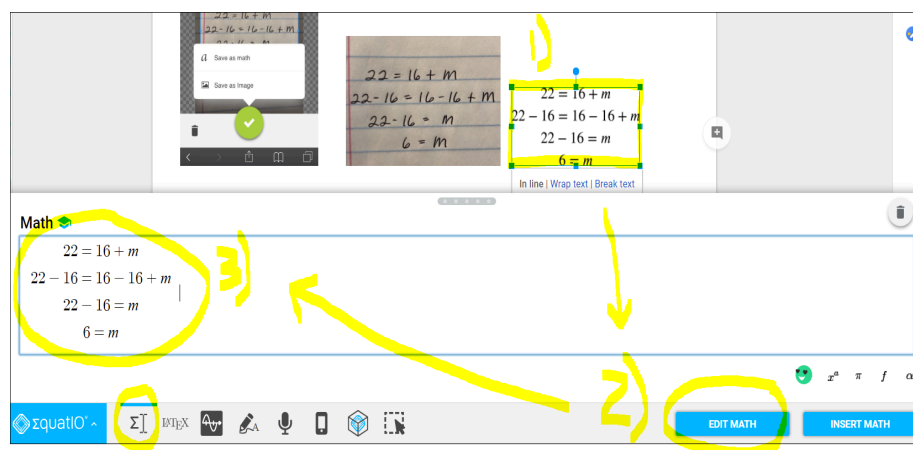 22 = 16 + m
22-16 = 16-16 + m
a Save as math
Save as Image
22 = 16 + m
22-16 = 16-16 + m
22-16 = m
6 = m
1)
22 = 16 + m
22 − 16 = 16 − 16 + m
22 − 16 = m
6 = m
In line | Wrap text | Break text
Math
22 = 16 + m
22 − 16 = 16 − 16 + m
22 − 16 = m
6 = m
3)
2)
xª π f α
ΣquatIO
Σ LATEX
EDIT MATH
INSERT MATH